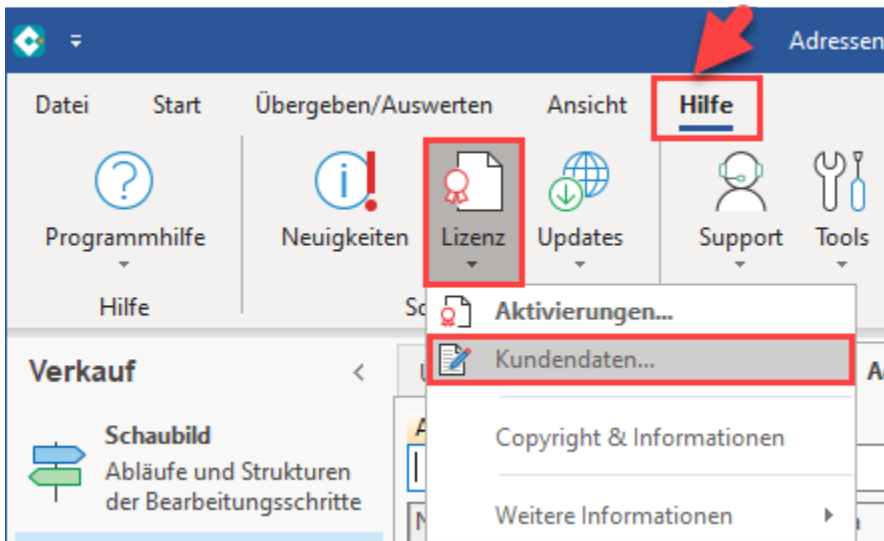 Adressen
Datei Start Übergeben/Auswerten Ansicht Hilfe
Programmhilfe Neuigkeiten Lizenz Updates Support Tools
Hilfe
Aktivierungen...
Verkauf
Kundendaten...
Schaubild
Abläufe und Strukturen
der Bearbeitungsschritte
Copyright & Informationen
Weitere Informationen